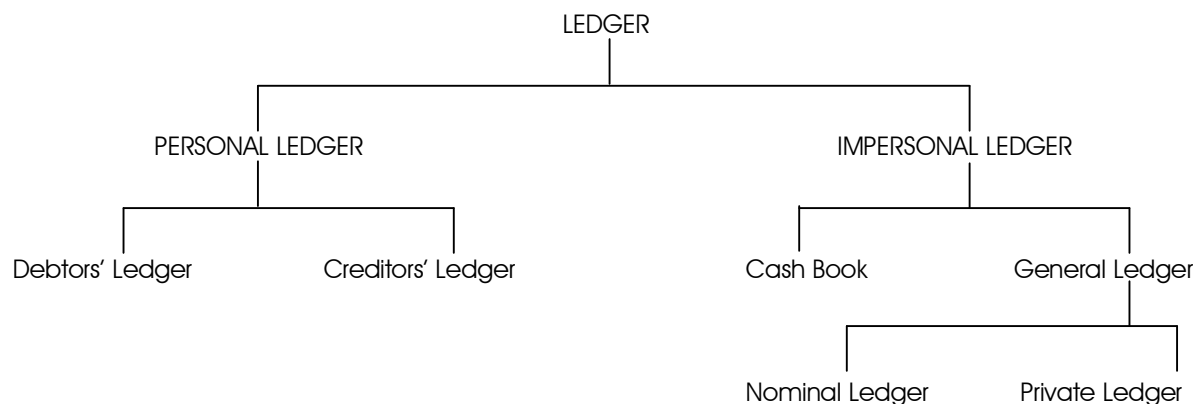 LEDGER
PERSONAL LEDGER IMPERSONAL LEDGER
Debtors’ Ledger Creditors’ Ledger Cash Book General Ledger
Nominal Ledger Private Ledger